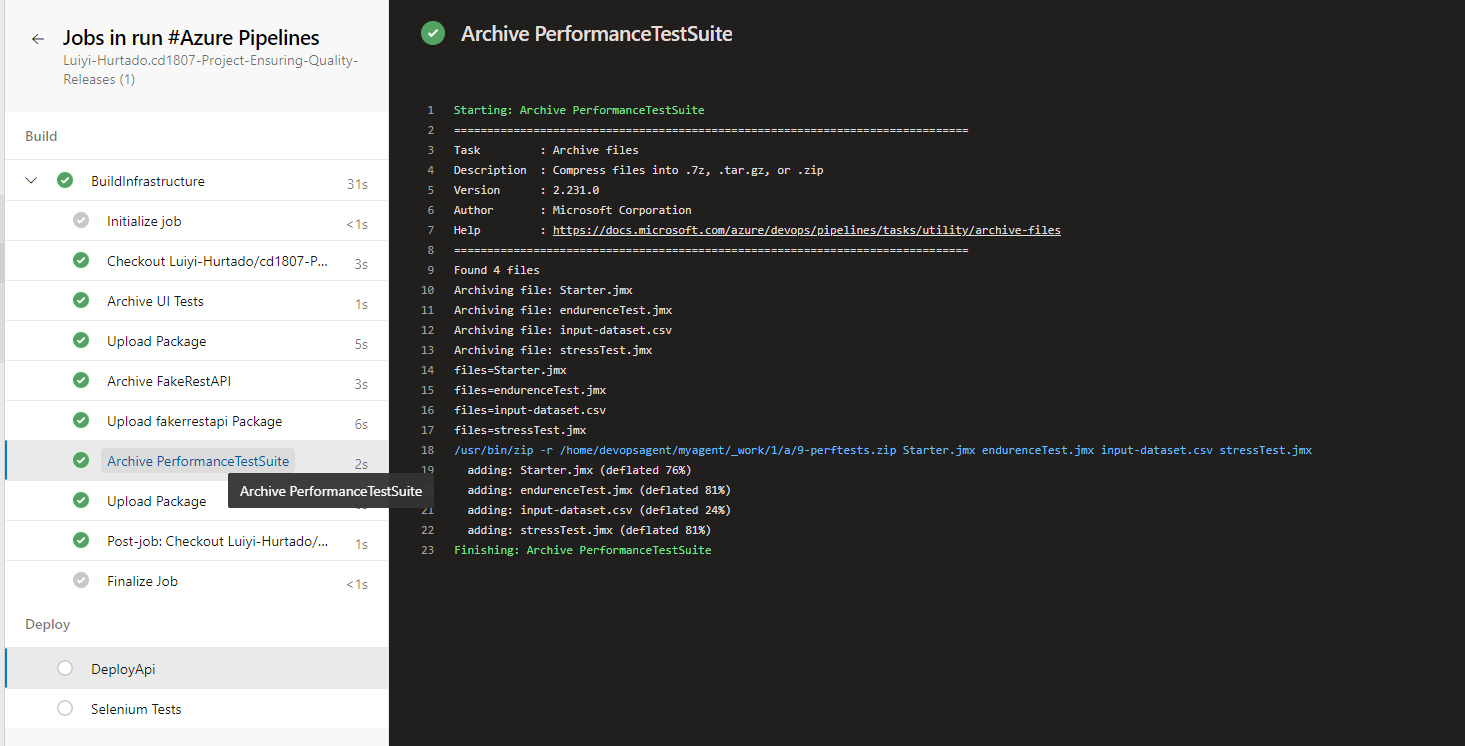 Jobs in run #Azure Pipelines
Luiyi-Hurtado.cd1807-Project-Ensuring-Quality-
Releases (1)
Build
BuildInfrastructure 31s
Initialize job <1s
Checkout Luiyi-Hurtado/cd1807-P... 3s
Archive UI Tests 1s
Upload Package 5s
Archive FakeRestAPI 3s
Upload fakerrestapi Package 6s
Archive PerformanceTestSuite 2s
Archive PerformanceTestSuite
Upload Package
Post-job: Checkout Luiyi-Hurtado/... 1s
Finalize Job <1s
Deploy
DeployApi
Selenium Tests
Archive PerformanceTestSuite
1 Starting: Archive PerformanceTestSuite
2 ==============================================================================
3 Task : Archive files
4 Description : Compress files into .7z, .tar.gz, or .zip
5 Version : 2.231.0
6 Author : Microsoft Corporation
7 Help : https://docs.microsoft.com/azure/devops/pipelines/tasks/utility/archive-files
8 ==============================================================================
9 Found 4 files
10 Archiving file: Starter.jmx
11 Archiving file: endurenceTest.jmx
12 Archiving file: input-dataset.csv
13 Archiving file: stressTest.jmx
14 files=Starter.jmx
15 files=endurenceTest.jmx
16 files=input-dataset.csv
17 files=stressTest.jmx
18 /usr/bin/zip -r /home/devopsagent/myagent/_work/1/a/9-perftests.zip Starter.jmx endurenceTest.jmx input-dataset.csv stressTest.jmx
19 adding: Starter.jmx (deflated 76%)
adding: endurenceTest.jmx (deflated 81%)
21 adding: input-dataset.csv (deflated 24%)
22 adding: stressTest.jmx (deflated 81%)
23 Finishing: Archive PerformanceTestSuite